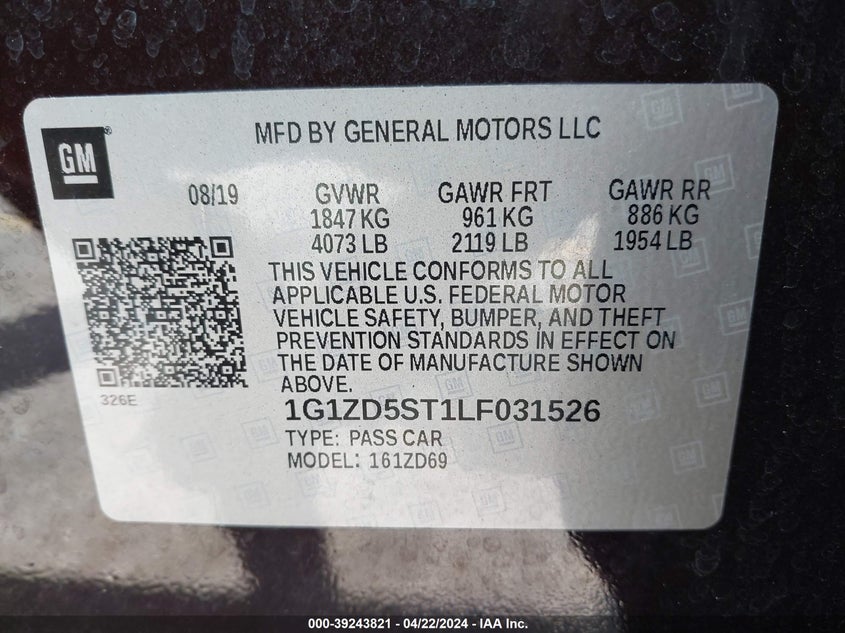 GM
MFD BY GENERAL MOTORS LLC
08/19 GVWR GAWR FRT GAWR RR
1847 KG 961 KG 886 KG
4073 LB 2119 LB 1954 LB
THIS VEHICLE CONFORMS TO ALL
APPLICABLE U.S. FEDERAL MOTOR
VEHICLE SAFETY, BUMPER, AND THEFT
PREVENTION STANDARDS IN EFFECT ON
THE DATE OF MANUFACTURE SHOWN
ABOVE.
326E
1G1ZD5ST1LF031526
TYPE: PASS CAR
MODEL: 161ZD69
000-39243821 - 04/22/2024 - IAA Inc.